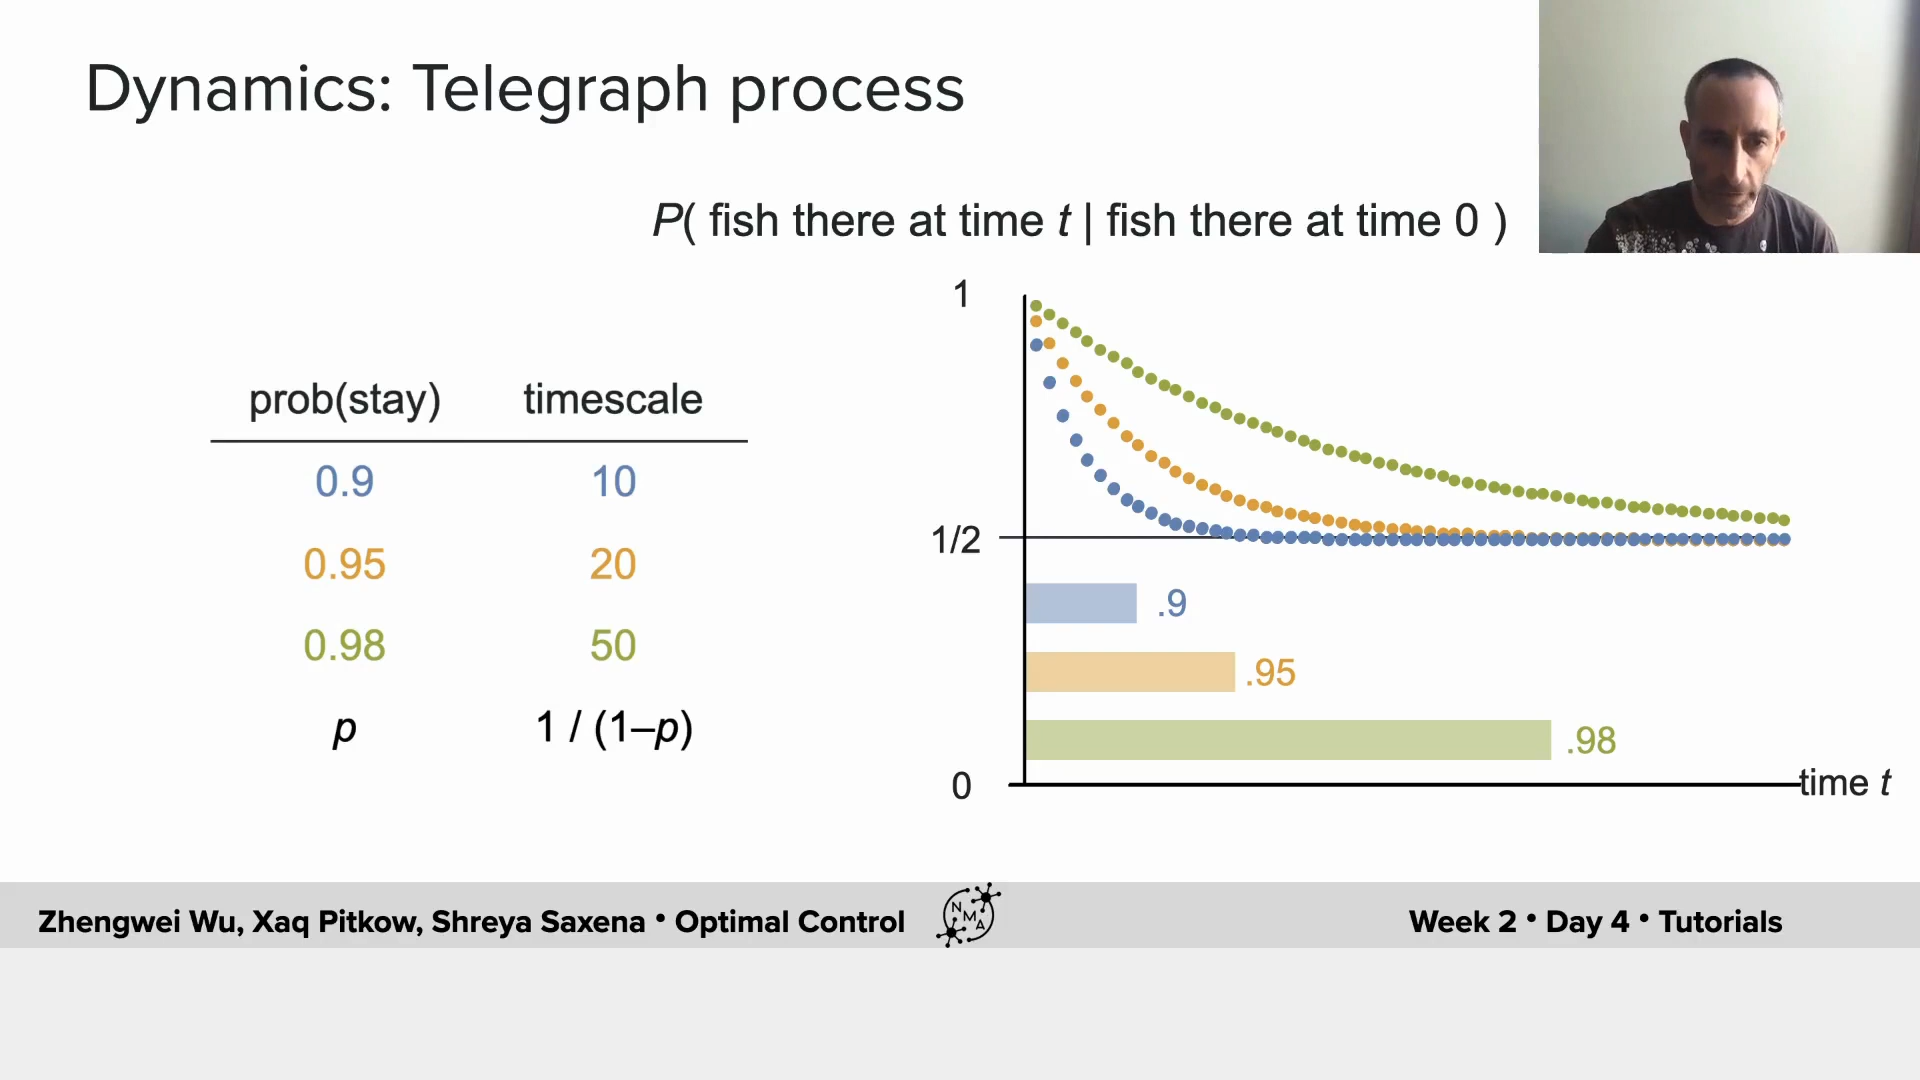 Dynamics: Telegraph process
P( fish there at time t | fish there at time 0 )
prob(stay) timescale
0.9 10
0.95 20
0.98 50
p 1 / (1–p)
1
1/2
.9
.95
.98
0
time t
Zhengwei Wu, Xaq Pitkow, Shreya Saxena • Optimal Control
N
M
A
Week 2 • Day 4 • Tutorials